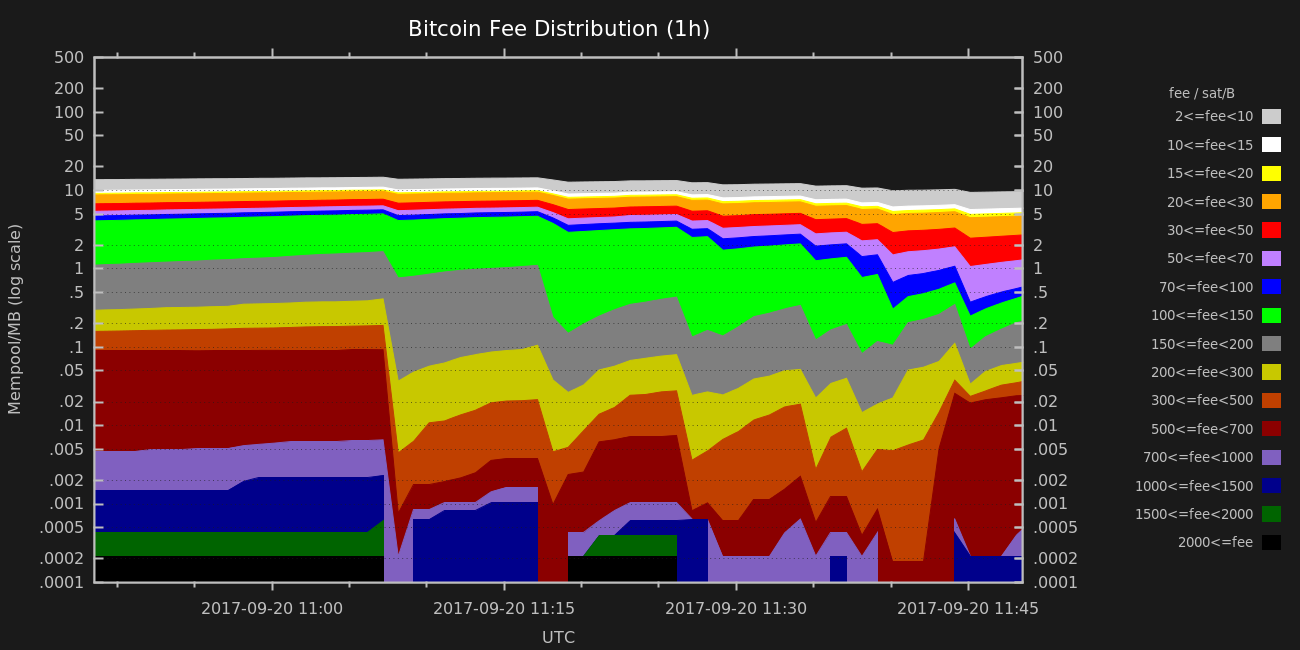 Bitcoin Fee Distribution (1h)
Mempool/MB (log scale)
500
200
100
50
20
10
5
2
1
.5
.2
.1
.05
.02
.01
.005
.002
.001
.0005
.0002
.0001
500
200
100
50
20
10
5
2
1
.5
.2
.1
.05
.02
.01
.005
.002
.001
.0005
.0002
.0001
2017-09-20 11:00 2017-09-20 11:15 2017-09-20 11:30 2017-09-20 11:45
UTC
fee / sat/B
2<=fee<10
10<=fee<15
15<=fee<20
20<=fee<30
30<=fee<50
50<=fee<70
70<=fee<100
100<=fee<150
150<=fee<200
200<=fee<300
300<=fee<500
500<=fee<700
700<=fee<1000
1000<=fee<1500
1500<=fee<2000
2000<=fee